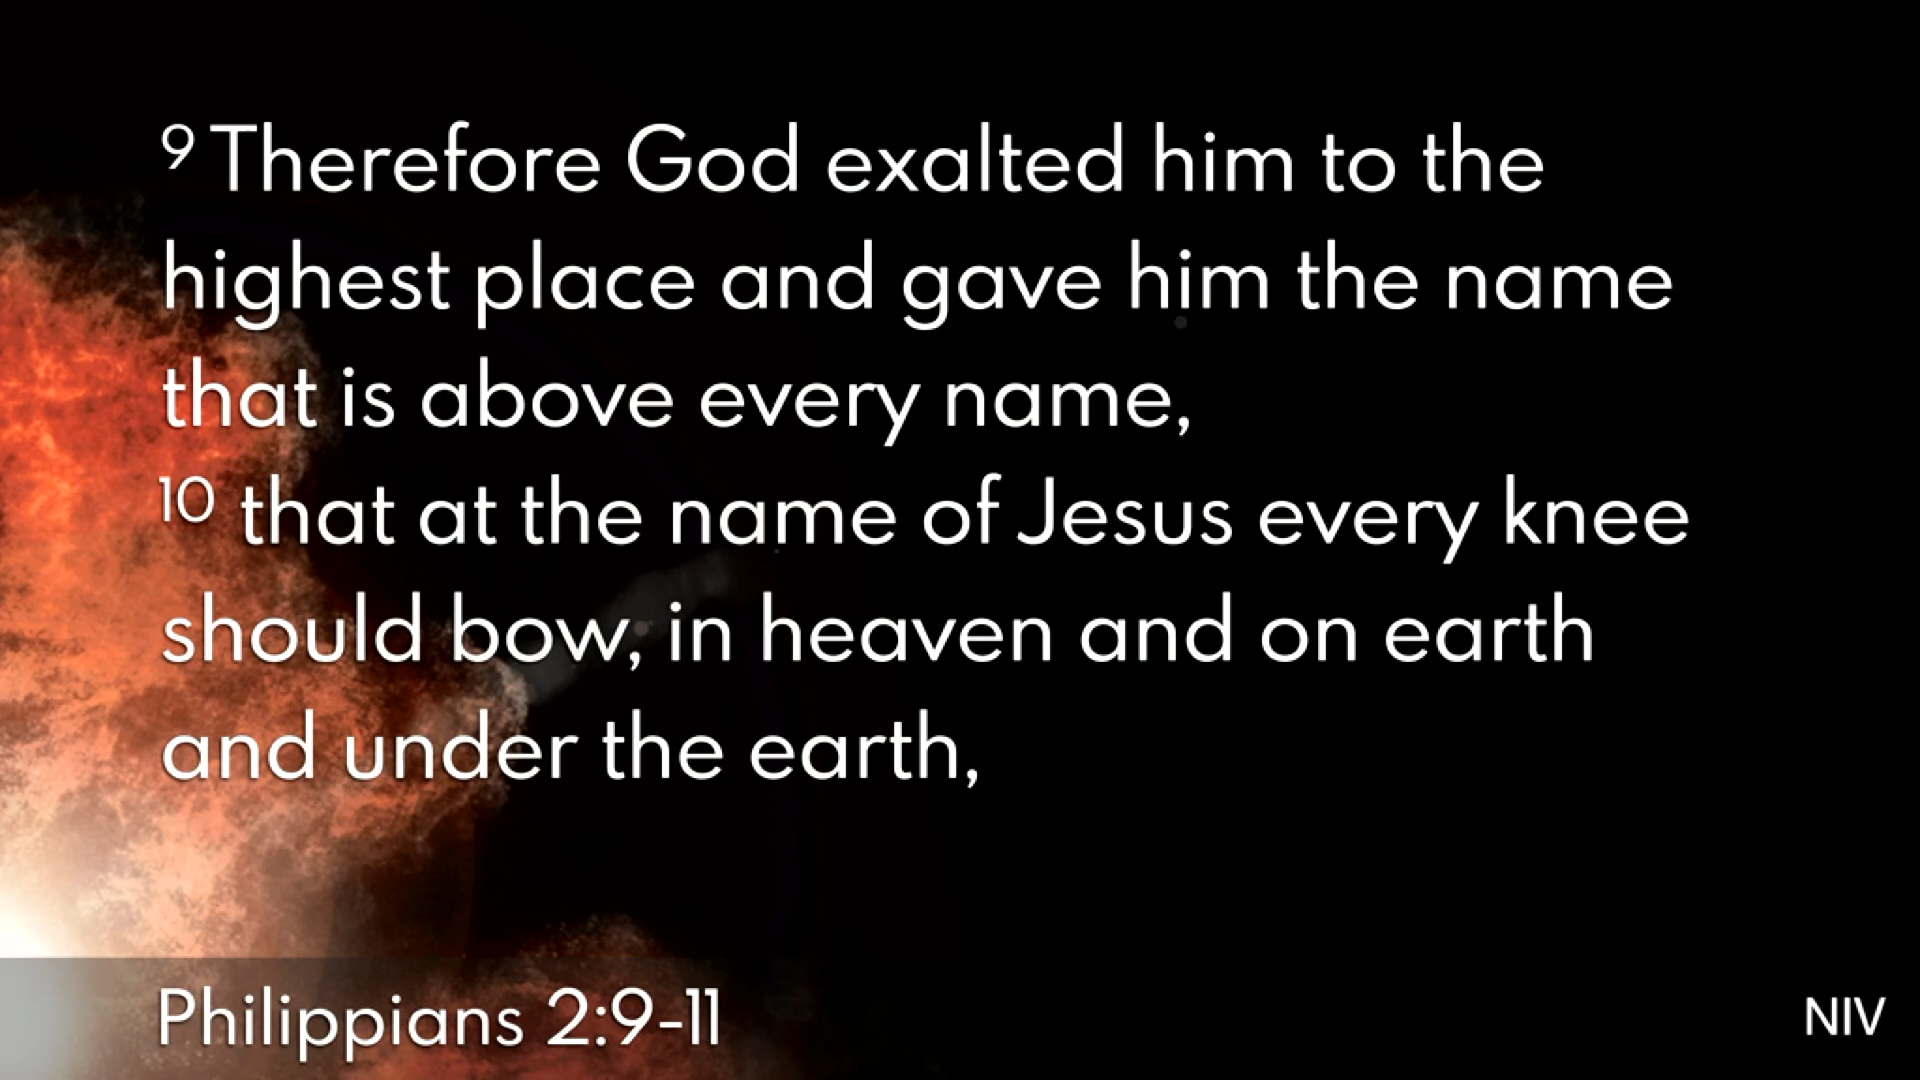 9 Therefore God exalted him to the
highest place and gave him the name
that is above every name,
10 that at the name of Jesus every knee
should bow, in heaven and on earth
and under the earth,
Philippians 2:9-11
NIV